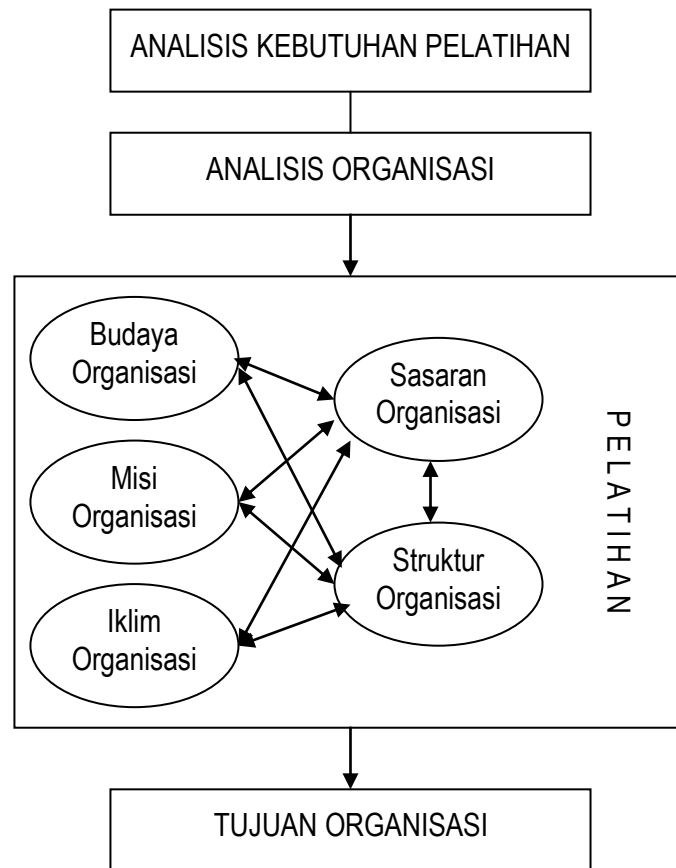 ANALISIS KEBUTUHAN PELATIHAN
ANALISIS ORGANISASI
Budaya
Organisasi
Sasaran
Organisasi
Misi
Organisasi
Struktur
Organisasi
Iklim
Organisasi
PELATIHAN
TUJUAN ORGANISASI